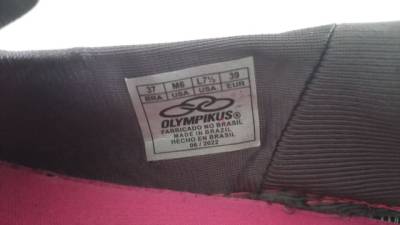 37 M6 L7½ 39
BRA USA USA EUR
OLYMPIKUS®
FABRICADO NO BRASIL
MADE IN BRAZIL
HECHO EN BRASIL
06 / 2022